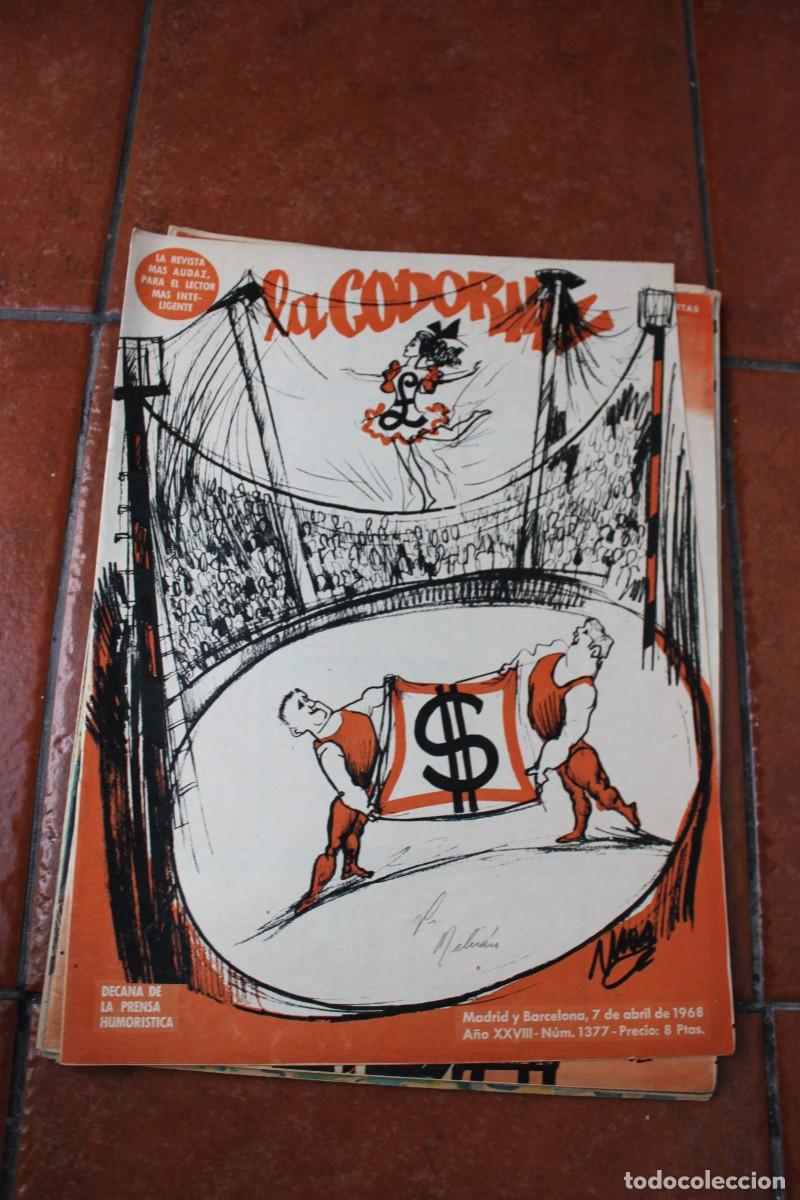 LA REVISTA
MAS AUDAZ,
PARA EL LECTOR
MAS INTE-
LIGENTE
la CODORNIZ
ETAS
£
$
DECANA DE
LA PRENSA
HUMORISTICA
Madrid y Barcelona, 7 de abril de 1968
Año XXVIII - Núm. 1377 - Precio: 8 Ptas.
todocoleccion